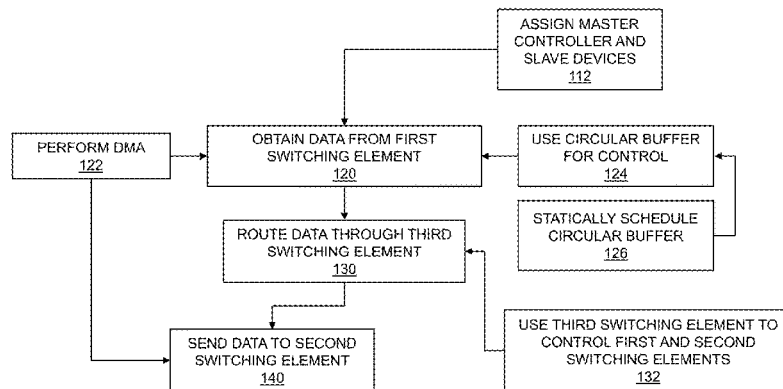 ASSIGN MASTER
CONTROLLER AND
SLAVE DEVICES
112
PERFORM DMA
122
OBTAIN DATA FROM FIRST
SWITCHING ELEMENT
120
USE CIRCULAR BUFFER
FOR CONTROL
124
ROUTE DATA THROUGH THIRD
SWITCHING ELEMENT
130
STATICALLY SCHEDULE
CIRCULAR BUFFER
126
SEND DATA TO SECOND
SWITCHING ELEMENT
140
USE THIRD SWITCHING ELEMENT TO
CONTROL FIRST AND SECOND
SWITCHING ELEMENTS
132